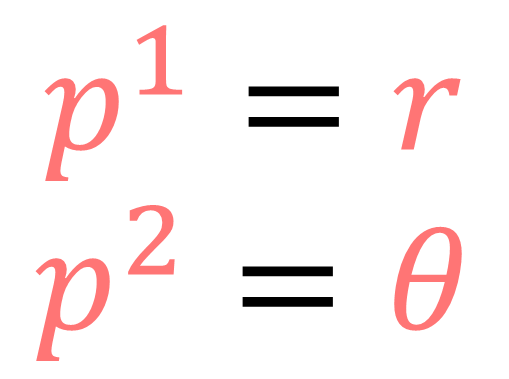 p¹ = r
p² = θ